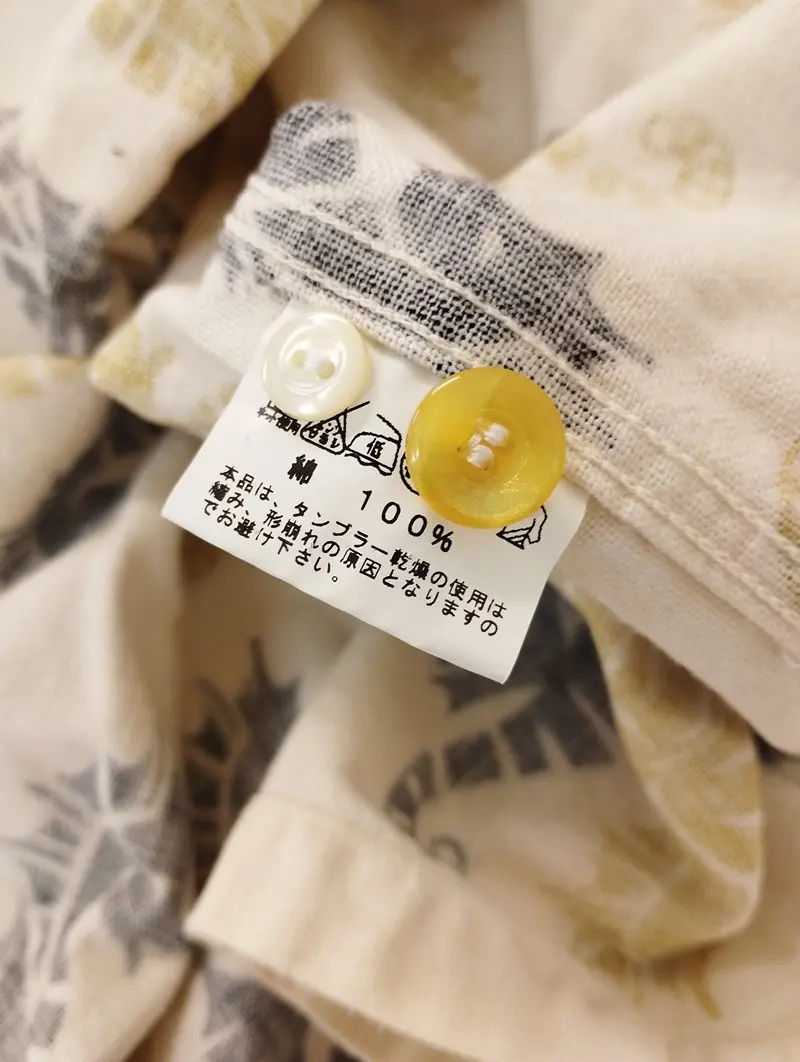 低
綿 100%
本品は、タンブラー乾燥の使用は
縮み、形崩れの原因となりますの
でお避け下さい。